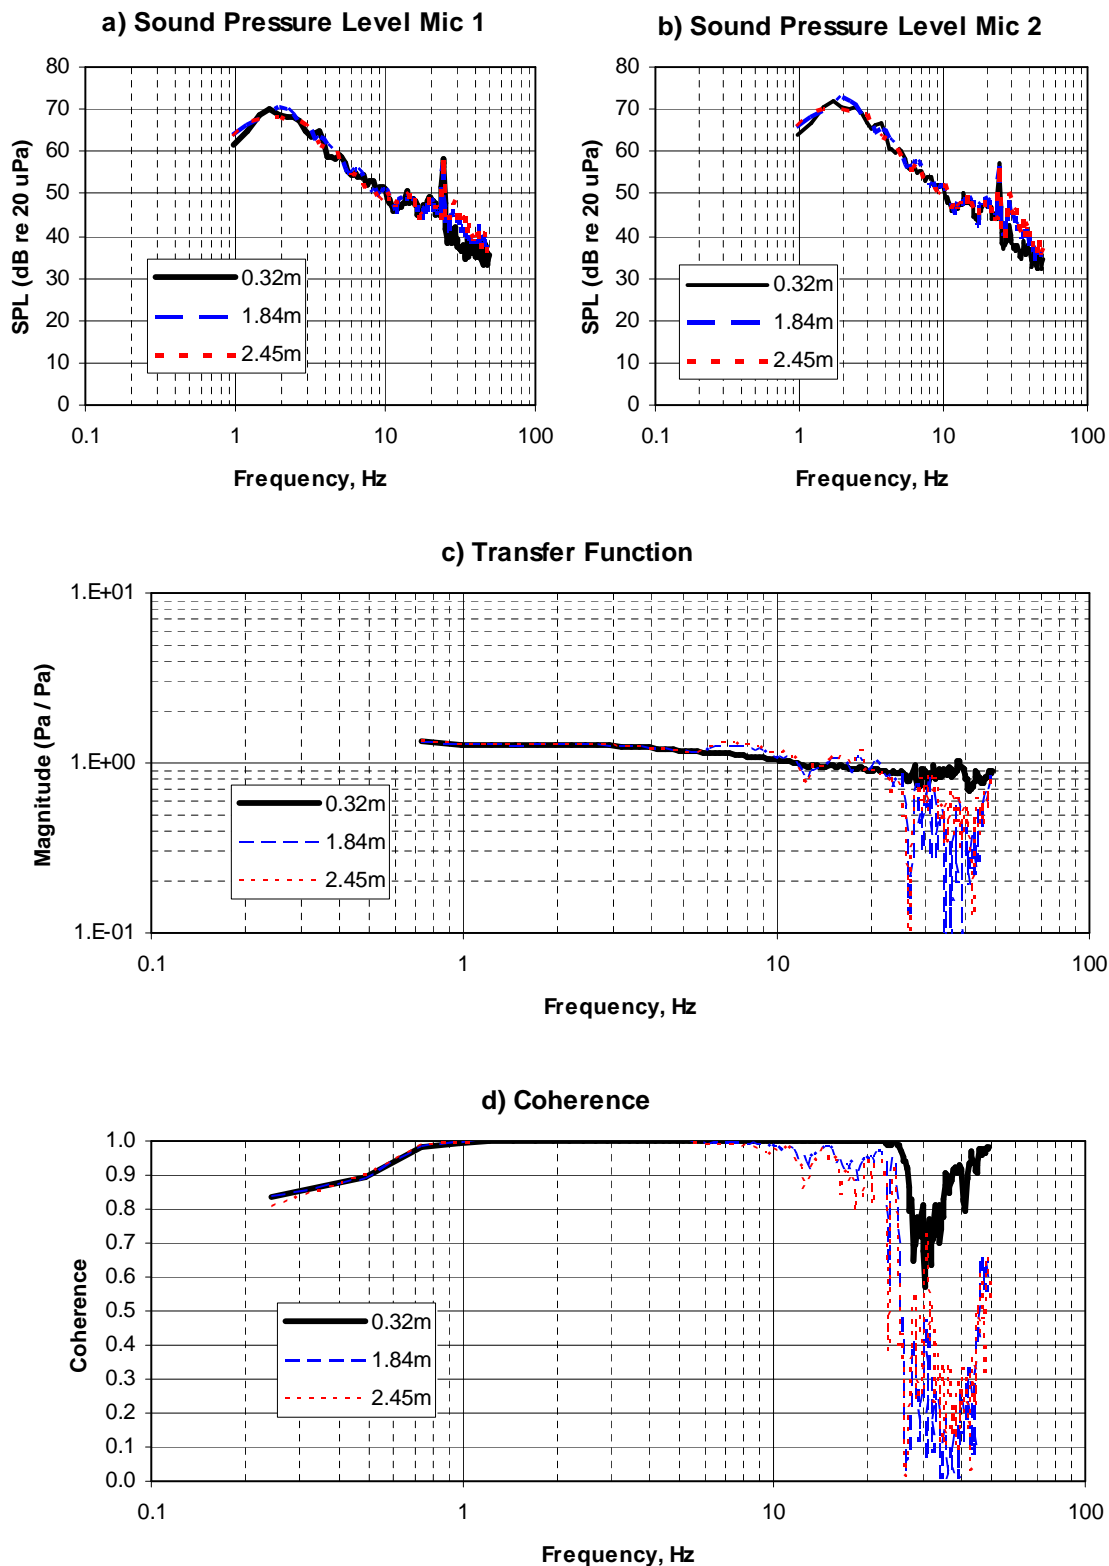 a) Sound Pressure Level Mic 1
b) Sound Pressure Level Mic 2
SPL (dB re 20 uPa)
80
70
60
50
40
30
20
10
0
0.32m
1.84m
2.45m
0.1
1
10
100
Frequency, Hz
SPL (dB re 20 uPa)
80
70
60
50
40
30
20
10
0
0.32m
1.84m
2.45m
0.1
1
10
100
Frequency, Hz
c) Transfer Function
Magnitude (Pa / Pa)
1.E+01
1.E+00
1.E-01
0.32m
1.84m
2.45m
0.1
1
10
100
Frequency, Hz
d) Coherence
Coherence
1.0
0.9
0.8
0.7
0.6
0.5
0.4
0.3
0.2
0.1
0.0
0.32m
1.84m
2.45m
0.1
1
10
100
Frequency, Hz